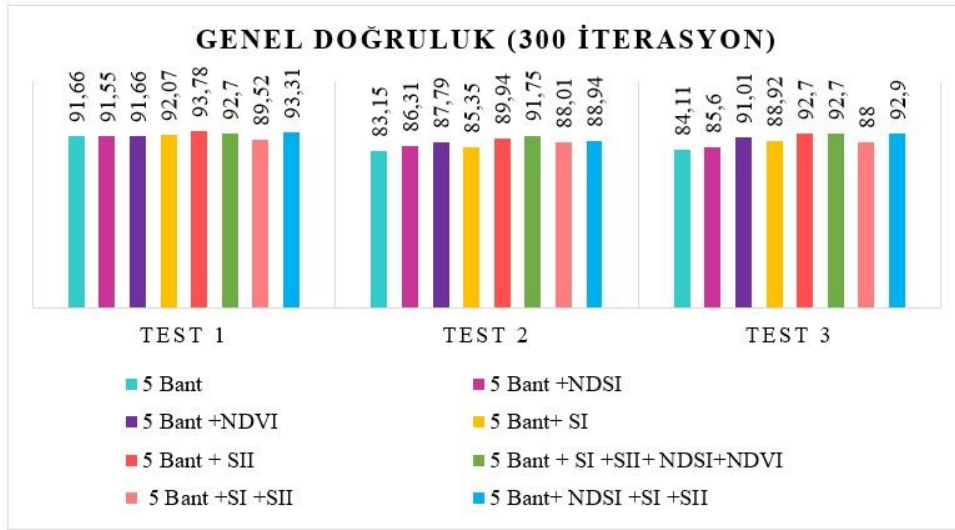 GENEL DOĞRULUK (300 İTERASYON)
91,66 91,55 91,66 92,07 93,78 92,7 89,52 93,31 83,15 86,31 87,79 85,35 89,94 91,75 88,01 88,94 84,11 85,6 91,01 88,92 92,7 92,7 88 92,9
TEST 1 TEST 2 TEST 3
5 Bant 5 Bant +NDSI
5 Bant +NDVI 5 Bant+ SI
5 Bant + SII 5 Bant + SI +SII+ NDSI+NDVI
5 Bant +SI +SII 5 Bant+ NDSI +SI +SII